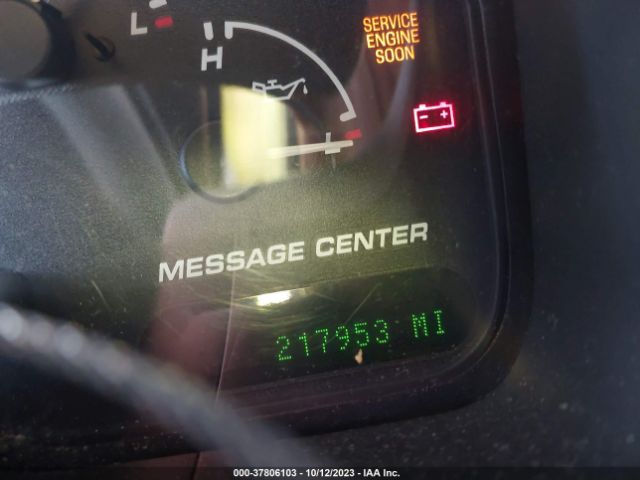 L
H
SERVICE
ENGINE
SOON
- +
L
MESSAGE CENTER
217953 MI
000-37806103 - 10/12/2023 - IAA Inc.